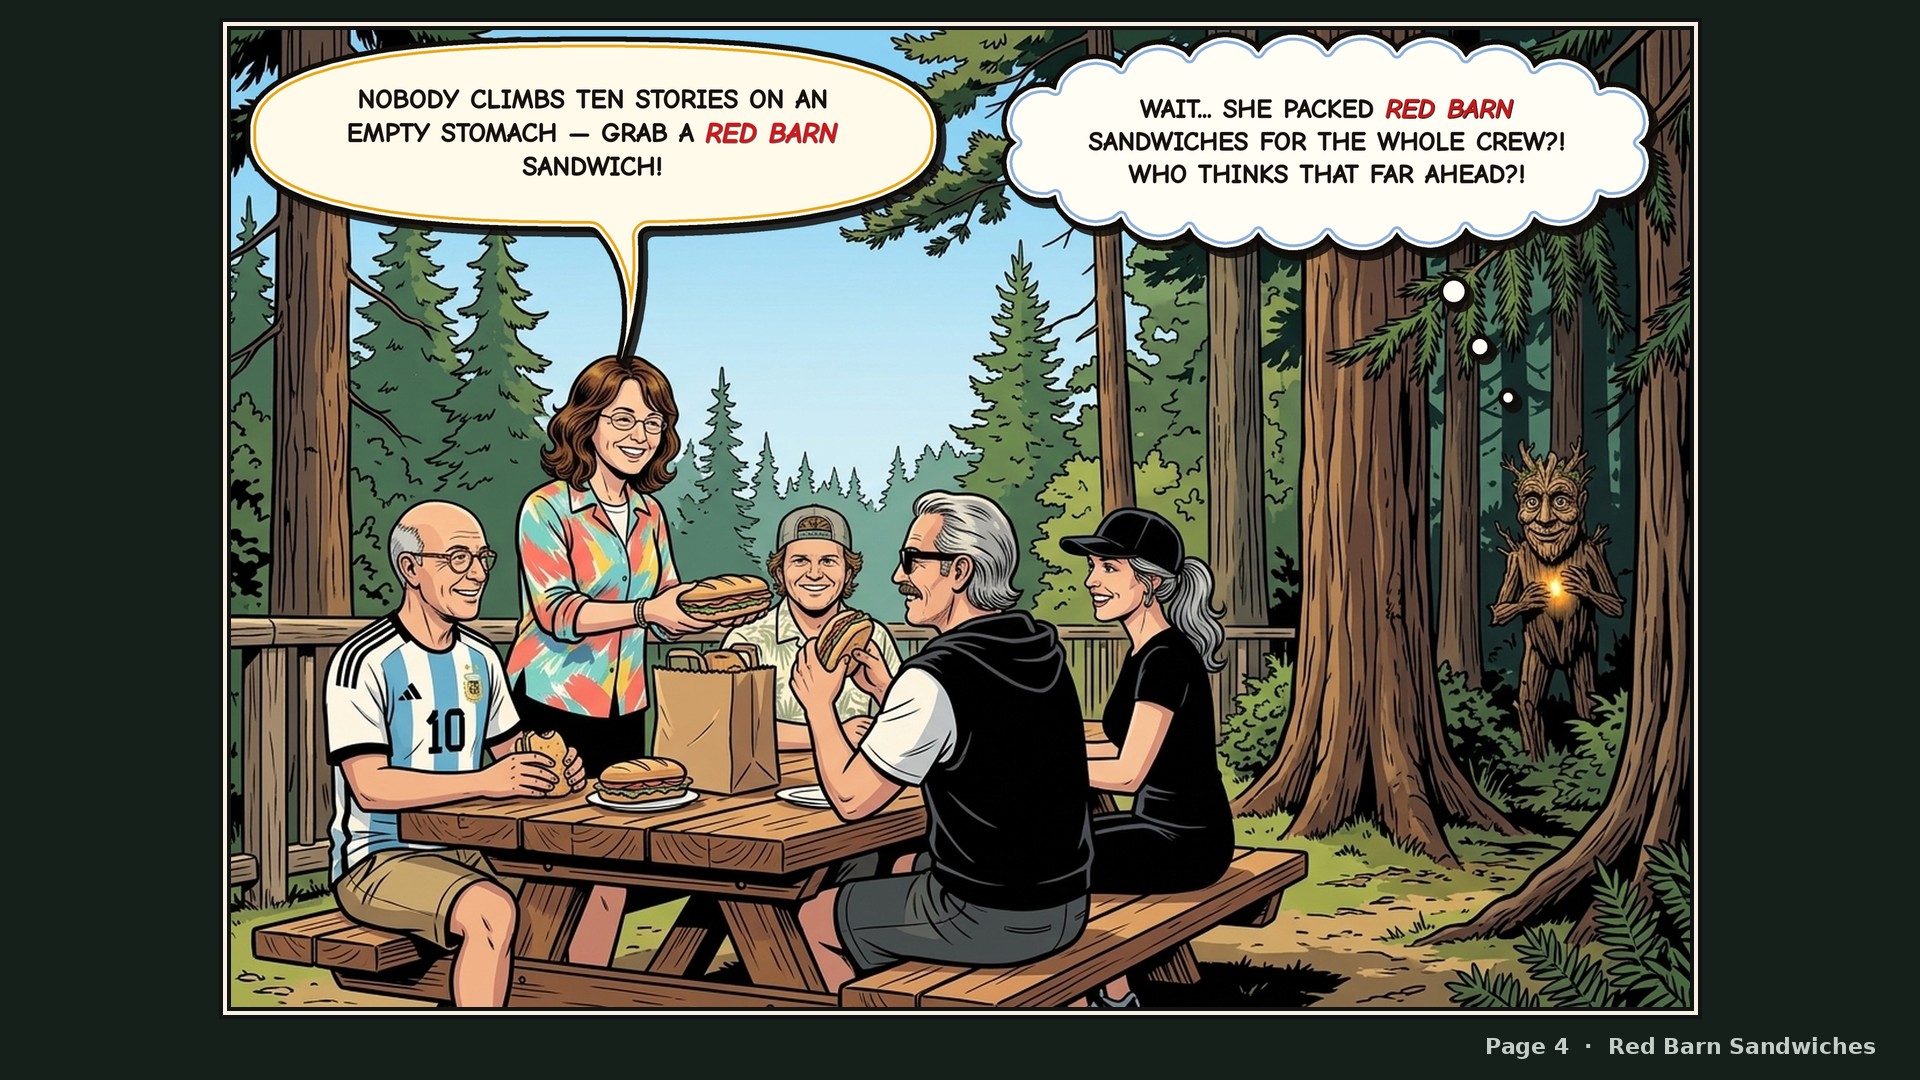 NOBODY CLIMBS TEN STORIES ON AN
EMPTY STOMACH — GRAB A RED BARN
SANDWICH!
WAIT... SHE PACKED RED BARN
SANDWICHES FOR THE WHOLE CREW?!
WHO THINKS THAT FAR AHEAD?!
10
Page 4 · Red Barn Sandwiches